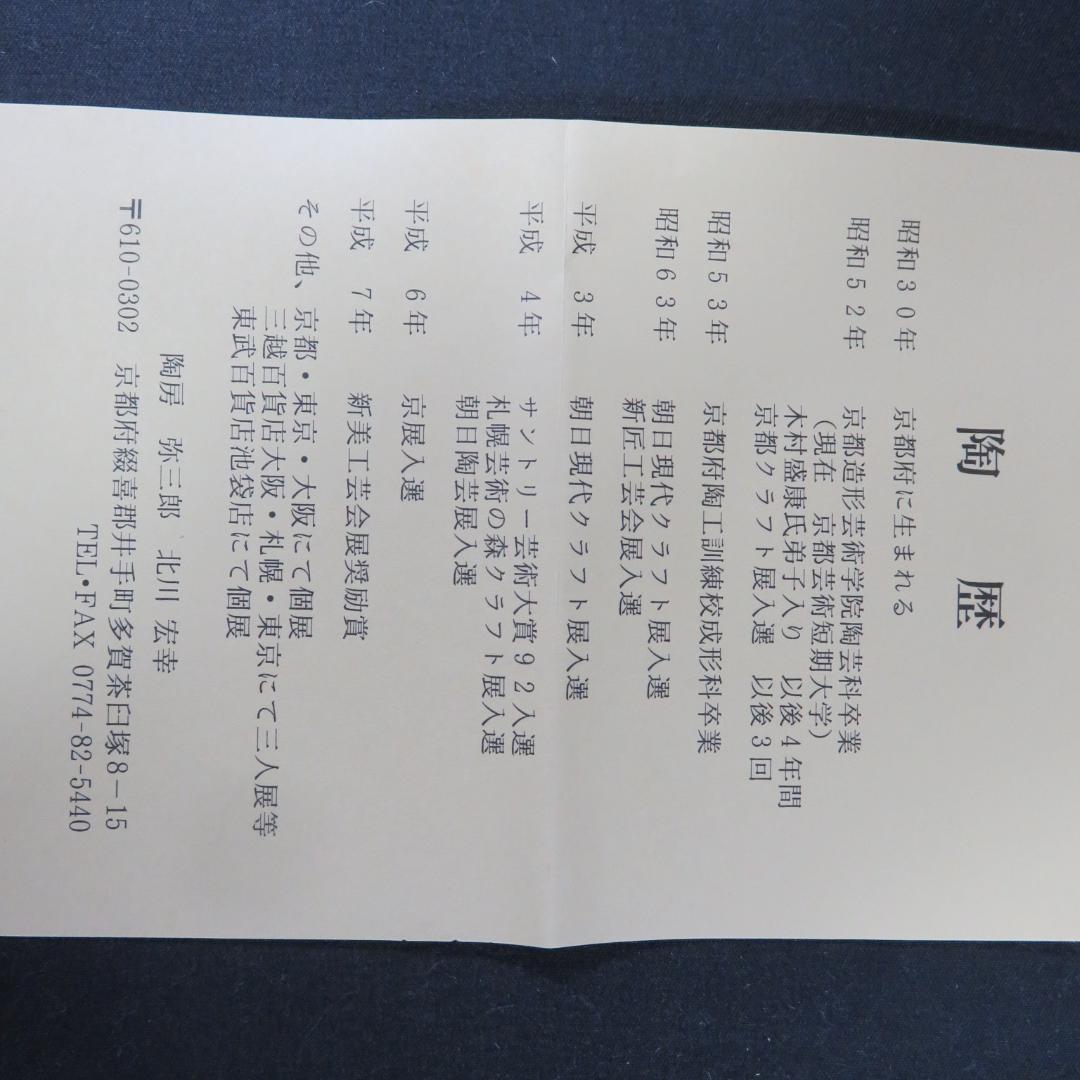 陶 歴
昭和30年 京都府に生まれる
昭和52年 京都造形芸術学院陶芸科卒業
(現在 京都芸術短期大学)
木村盛康氏弟子入り 以後4年間
京都クラフト展入選 以後3回
昭和53年 京都府陶工訓練校成形科卒業
昭和63年 朝日現代クラフト展入選
新匠工芸会展入選
平成 3年 朝日現代クラフト展入選
平成 4年 サントリー芸術大賞92入選
札幌芸術の森クラフト展入選
朝日陶芸展入選
平成 6年 京展入選
平成 7年 新美工芸会展奨励賞
その他、京都・東京・大阪にて個展
三越百貨店大阪・札幌・東京にて三人展等
東武百貨店池袋店にて個展
陶房 弥三郎 北川 宏幸
〒610-0302 京都府綴喜郡井手町多賀茶臼塚8-15
TEL・FAX 0774-82-5440